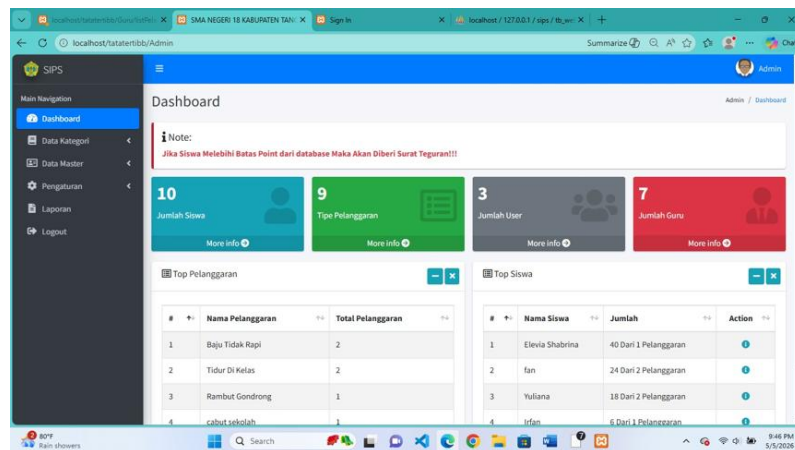 SMA NEGERI 18 KABUPATEN TANG
Sign In
localhost / 127.0.0.1 / sips / tb_we
localhost/tatatertibb/Admin
Summarize
SIPS
Admin
Main Navigation
Dashboard
Data Kategori
Data Master
Pengaturan
Laporan
Logout
Dashboard
Admin / Dashboard
Note:
Jika Siswa Melebihi Batas Point dari database Maka Akan Diberi Surat Teguran!!!
10
Jumlah Siswa
More info
9
Tipe Pelanggaran
More info
3
Jumlah User
More info
7
Jumlah Guru
More info
Top Pelanggaran
# Nama Pelanggaran Total Pelanggaran
1 Baju Tidak Rapi 2
2 Tidur Di Kelas 2
3 Rambut Gondrong 1
4 cabut sekolah 1
Top Siswa
# Nama Siswa Jumlah Action
1 Elevia Shabrina 40 Dari 1 Pelanggaran
2 fan 24 Dari 2 Pelanggaran
3 Yuliana 18 Dari 2 Pelanggaran
4 Irfan 6 Dari 1 Pelanggaran
80°F
Rain showers
Search
9:46 PM
5/5/2026